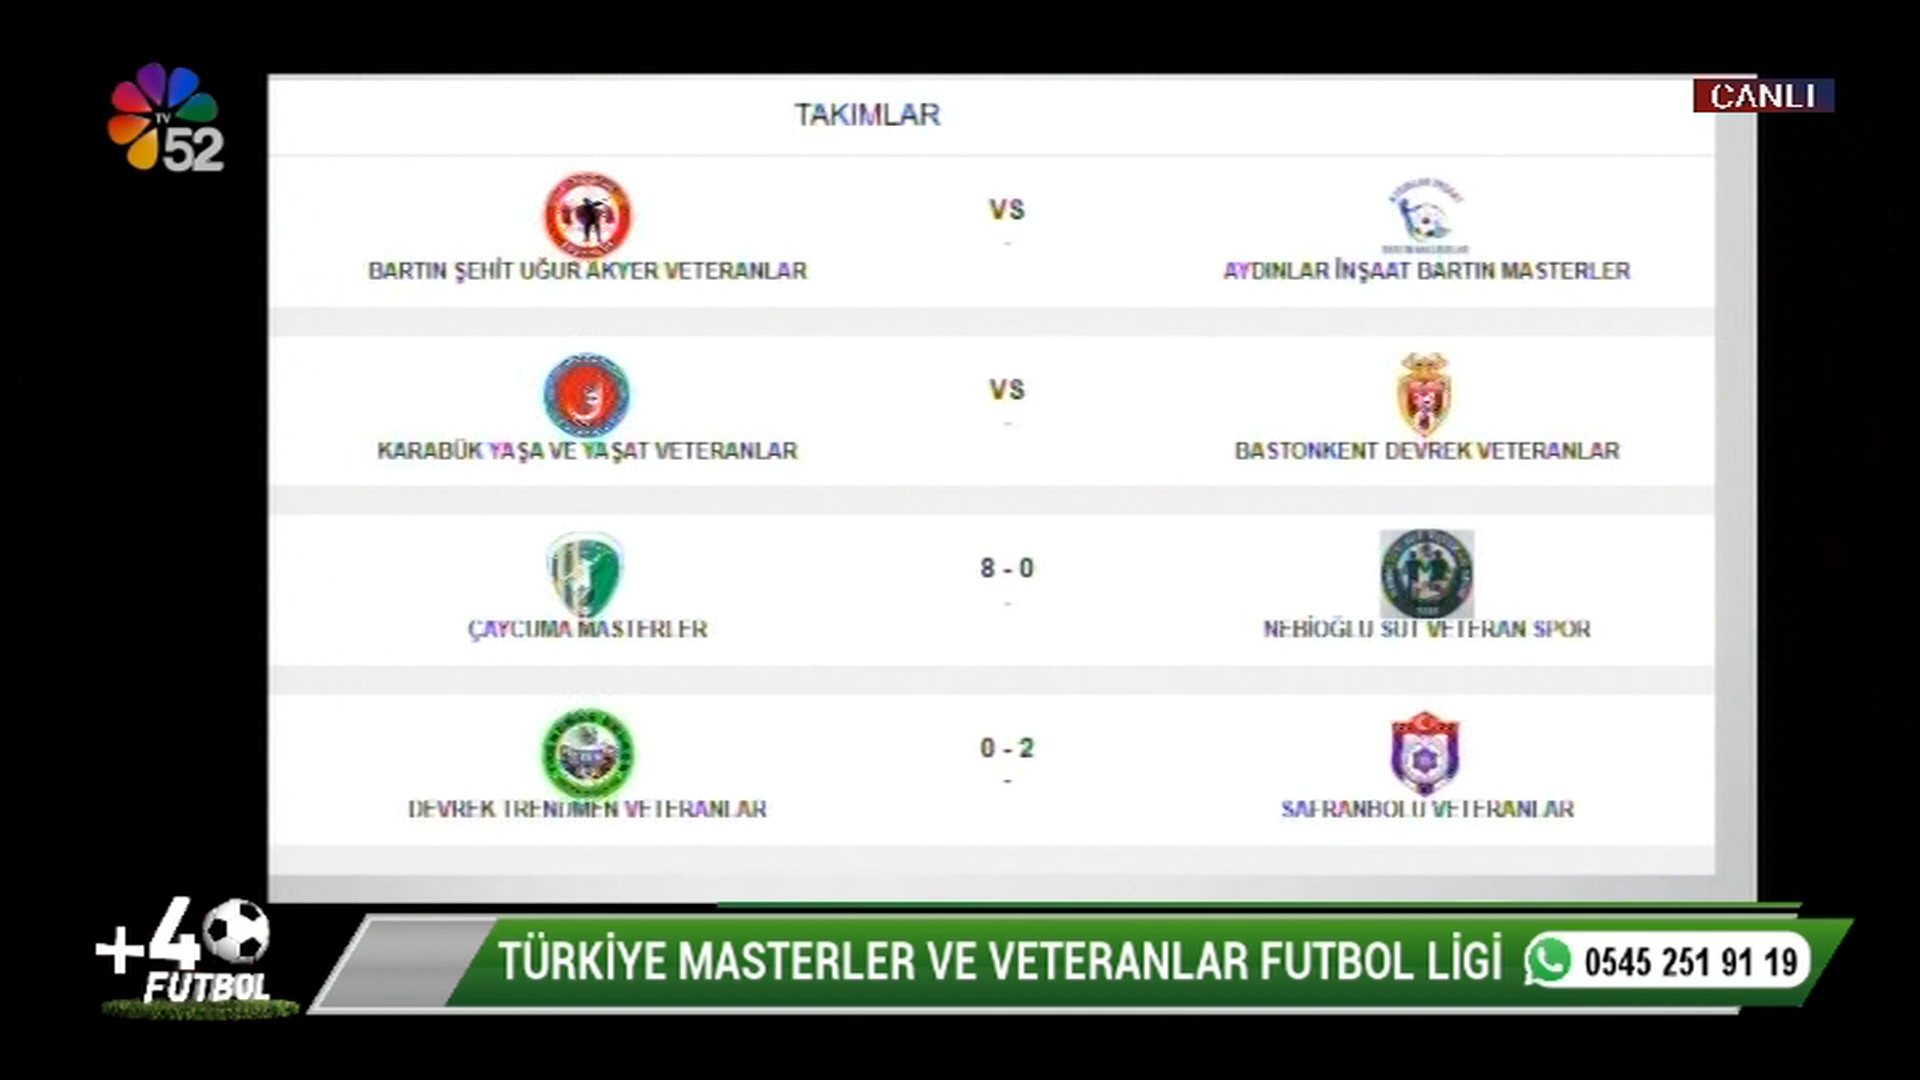 TV
52
TAKIMLAR
CANLI
VS
-
BARTIN ŞEHİT UĞUR AKYER VETERANLAR
AYDINLAR İNŞAAT BARTIN MASTERLER
VS
-
KARABÜK YAŞA VE YAŞAT VETERANLAR
BASTONKENT DEVREK VETERANLAR
8 - 0
-
ÇAYCUMA MASTERLER
NEBİOĞLU SÜT VETERAN SPOR
0 - 2
-
DEVREK TRENDMEN VETERANLAR
SAFRANBOLU VETERANLAR
+40
FUTBOL
TÜRKİYE MASTERLER VE VETERANLAR FUTBOL LİGİ
0545 251 91 19